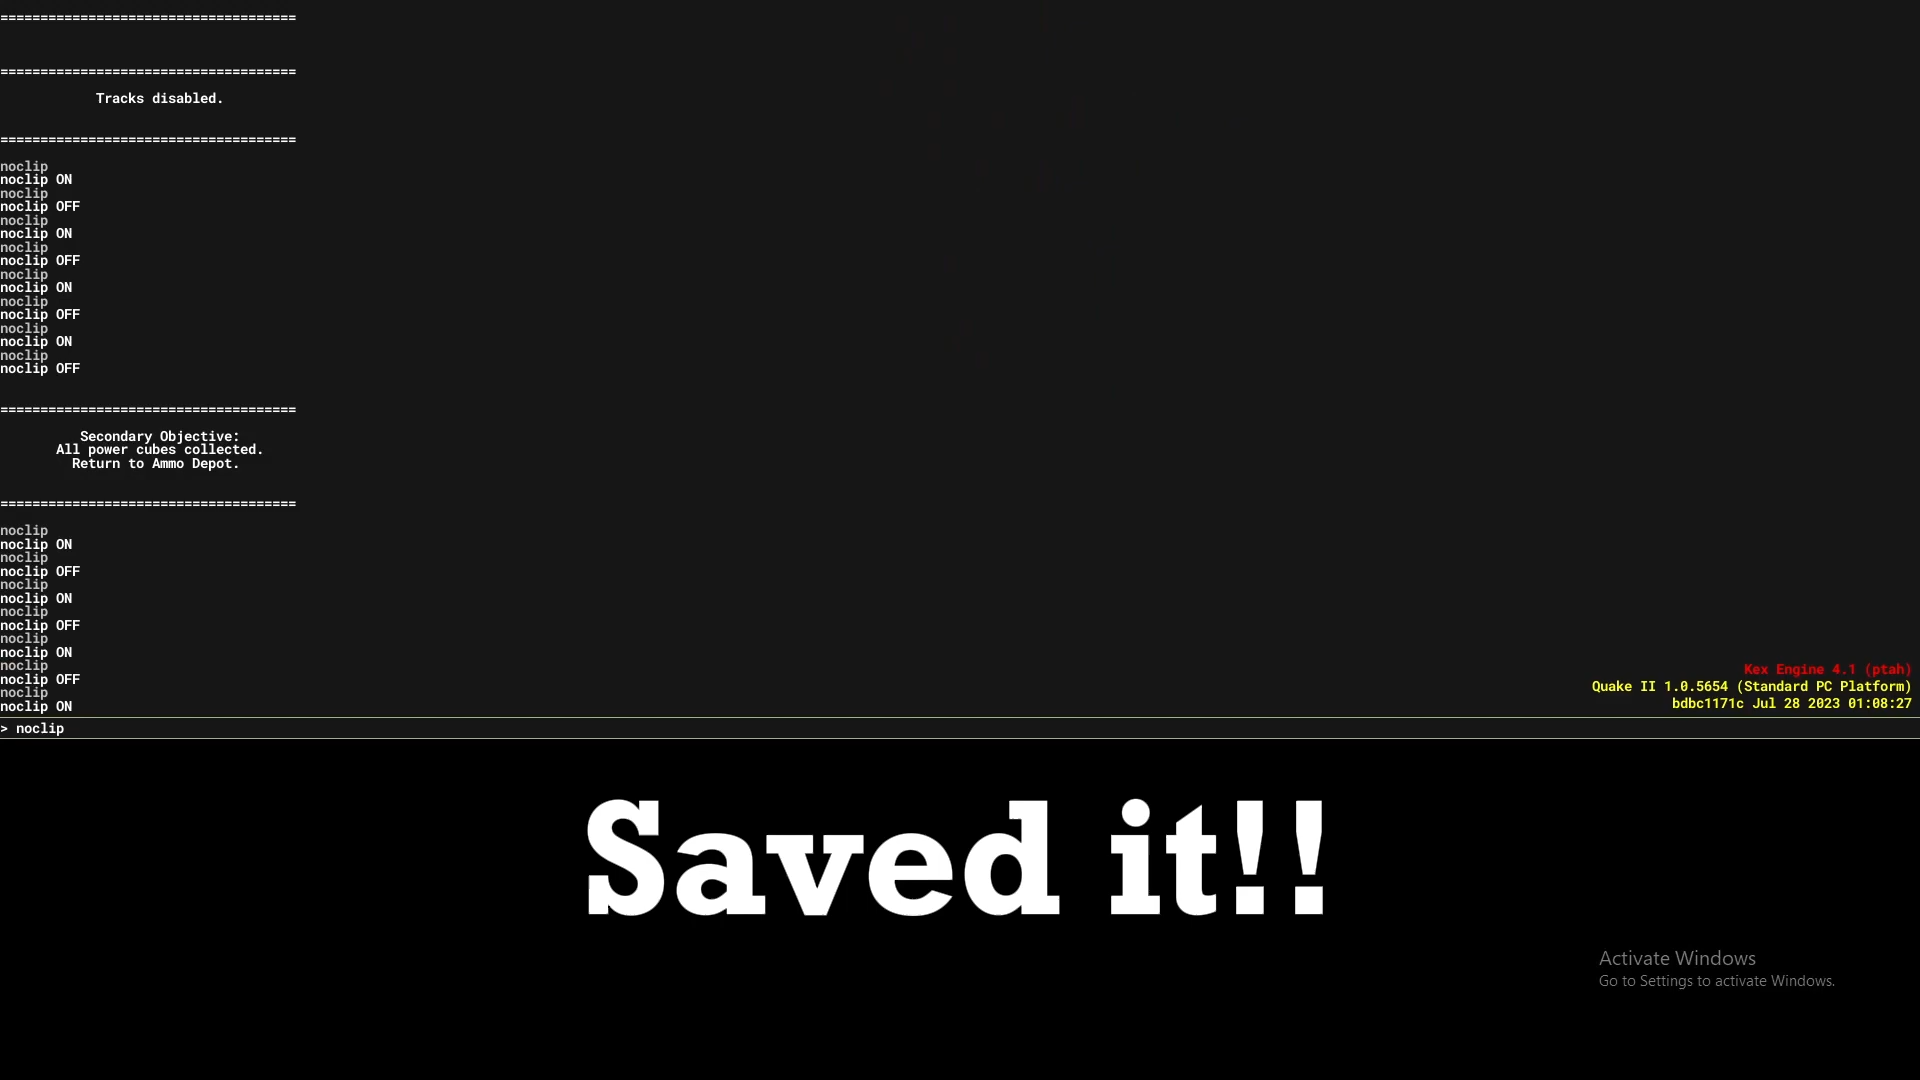 =====================================
=====================================
Tracks disabled.
=====================================
noclip
noclip ON
noclip
noclip OFF
noclip
noclip ON
noclip
noclip OFF
noclip
noclip ON
noclip
noclip OFF
noclip
noclip ON
noclip
noclip OFF
=====================================
Secondary Objective:
All power cubes collected.
Return to Ammo Depot.
=====================================
noclip
noclip ON
noclip
noclip OFF
noclip
noclip ON
noclip
noclip OFF
noclip
noclip ON
noclip
noclip OFF
noclip
noclip ON
Kex Engine 4.1 (ptah)
Quake II 1.0.5654 (Standard PC Platform)
bdbc1171c Jul 28 2023 01:08:27
> noclip
Saved it!!
Activate Windows
Go to Settings to activate Windows.